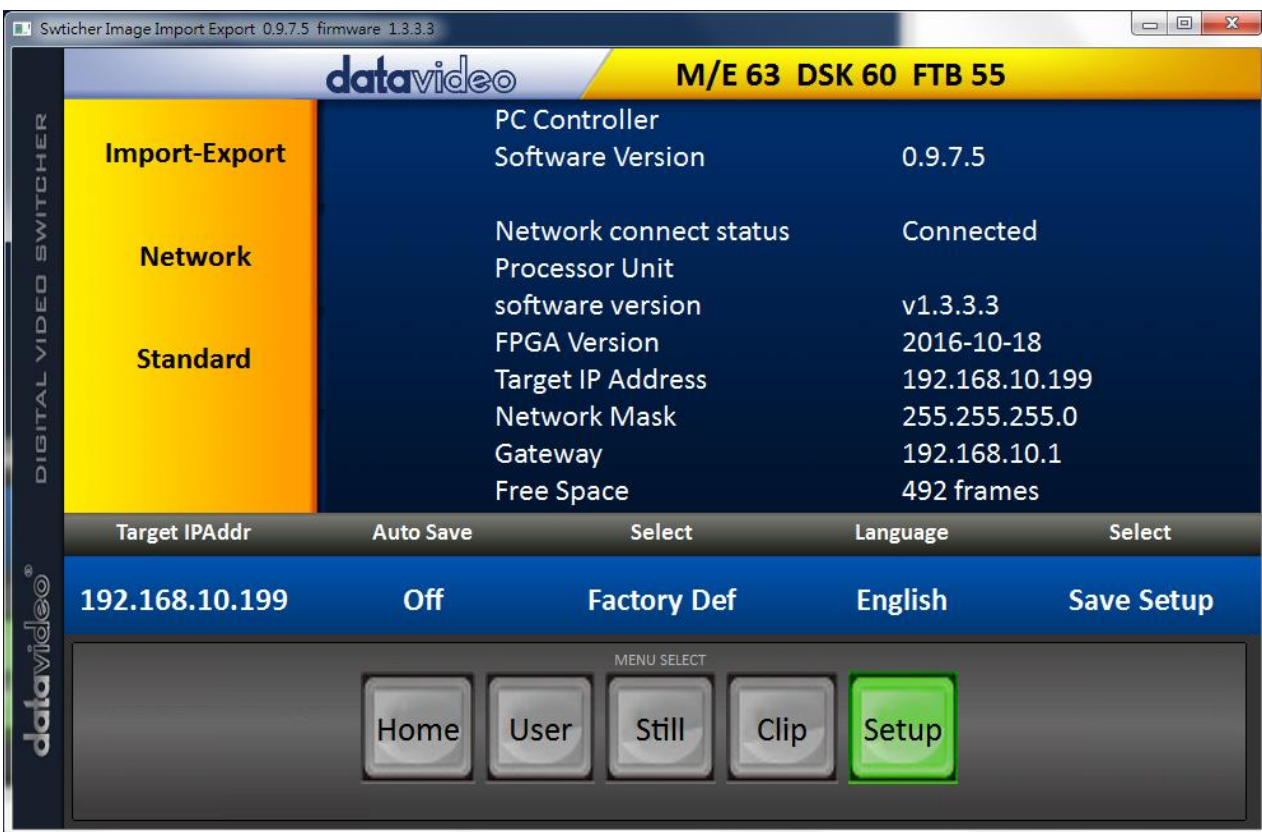 Swticher Image Import Export 0.9.7.5 firmware 1.3.3.3
datavideo
M/E 63 DSK 60 FTB 55
DIGITAL VIDEO SWITCHER
datavideo®
Import-Export
Network
Standard
PC Controller
Software Version 0.9.7.5
Network connect status Connected
Processor Unit
software version v1.3.3.3
FPGA Version 2016-10-18
Target IP Address 192.168.10.199
Network Mask 255.255.255.0
Gateway 192.168.10.1
Free Space 492 frames
Target IPAddr Auto Save Select Language Select
192.168.10.199 Off Factory Def English Save Setup
MENU SELECT
Home User Still Clip Setup